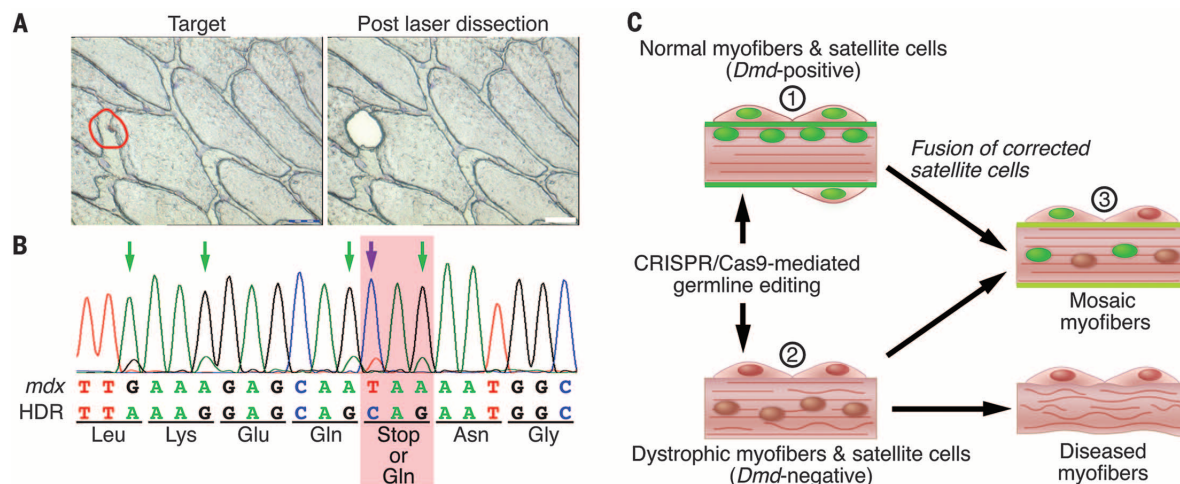 A
Target
Post laser dissection
B
mdx T T G A A A G A G C A A T A A A A T G G C
HDR T T A A A G G A G C A G C A G A A T G G C
Leu Lys Glu Gln Stop Asn Gly
or
Gln
C
Normal myofibers & satellite cells
(Dmd-positive)
1
Fusion of corrected
satellite cells
3
CRISPR/Cas9-mediated
germline editing
Mosaic
myofibers
2
Dystrophic myofibers & satellite cells
(Dmd-negative)
Diseased
myofibers